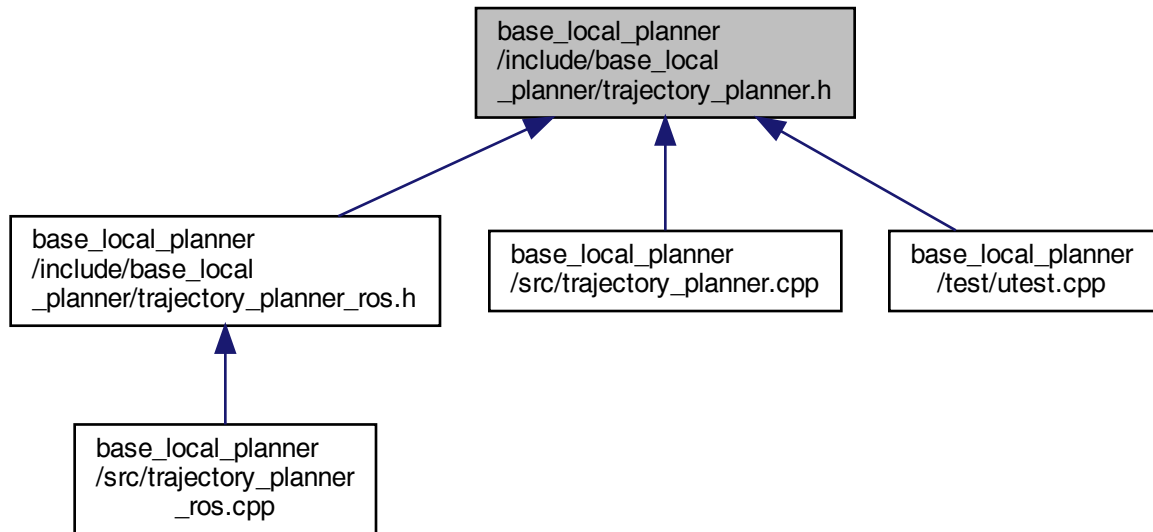 base_local_planner
/include/base_local
_planner/trajectory_planner.h
base_local_planner
/include/base_local
_planner/trajectory_planner_ros.h
base_local_planner
/src/trajectory_planner.cpp
base_local_planner
/test/utest.cpp
base_local_planner
/src/trajectory_planner
_ros.cpp